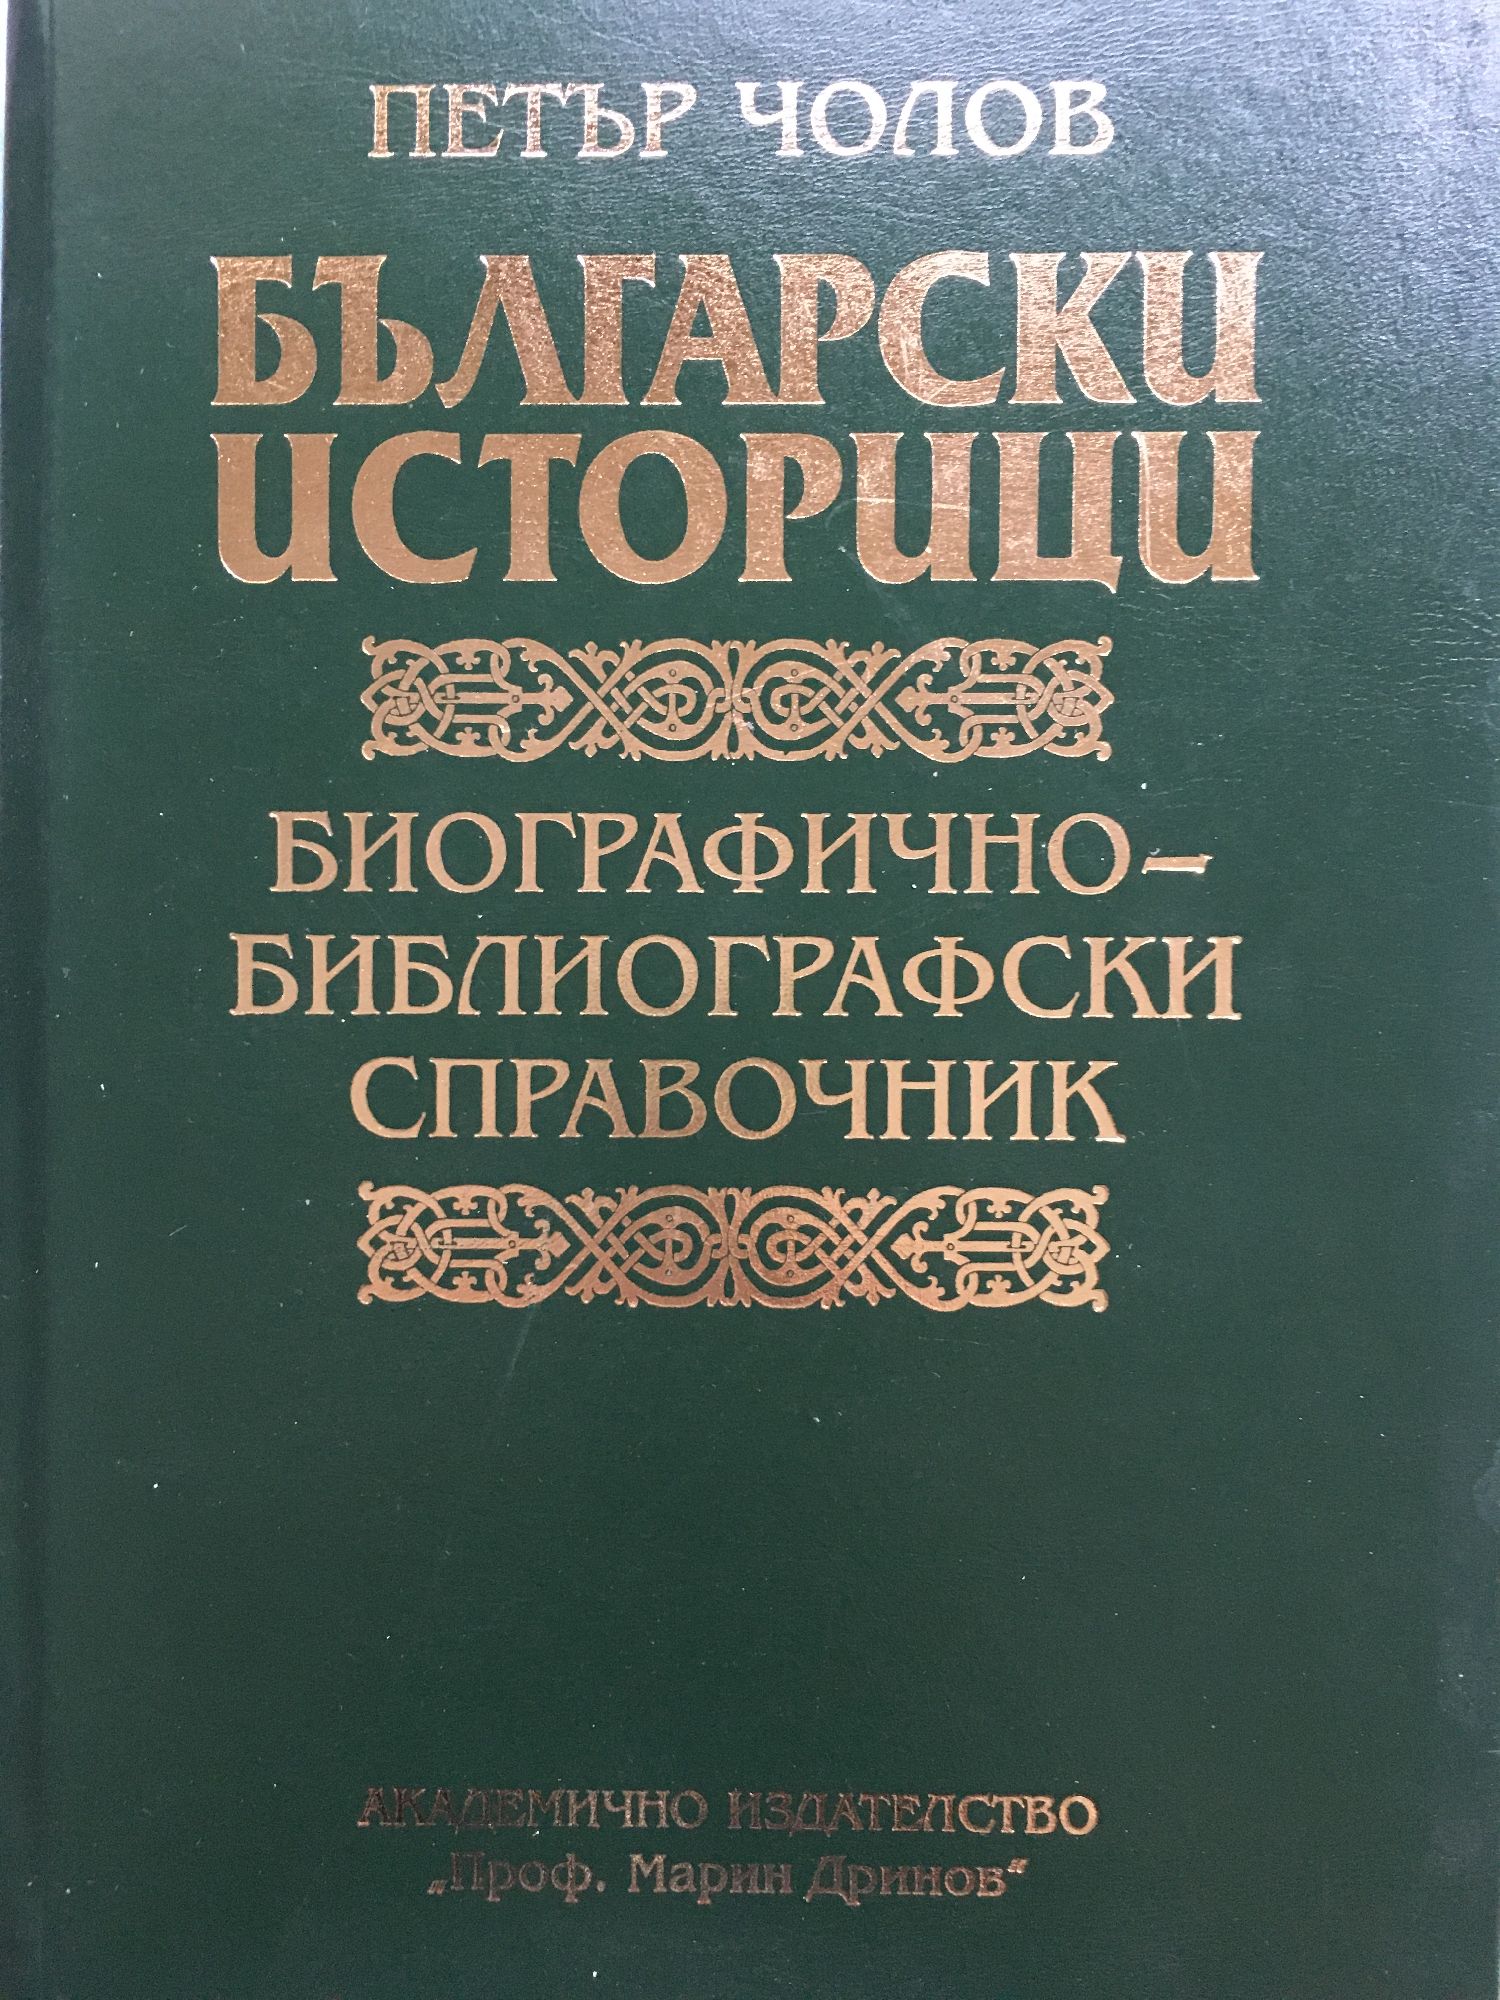 ПЕТЪР ЧОЛОВ
БЪЛГАРСКИ
ИСТОРИЦИ
БИОГРАФИЧНО-
БИБЛИОГРАФСКИ
СПРАВОЧНИК
АКАДЕМИЧНО ИЗДАТЕЛСТВО
„Проф. Марин Дринов“